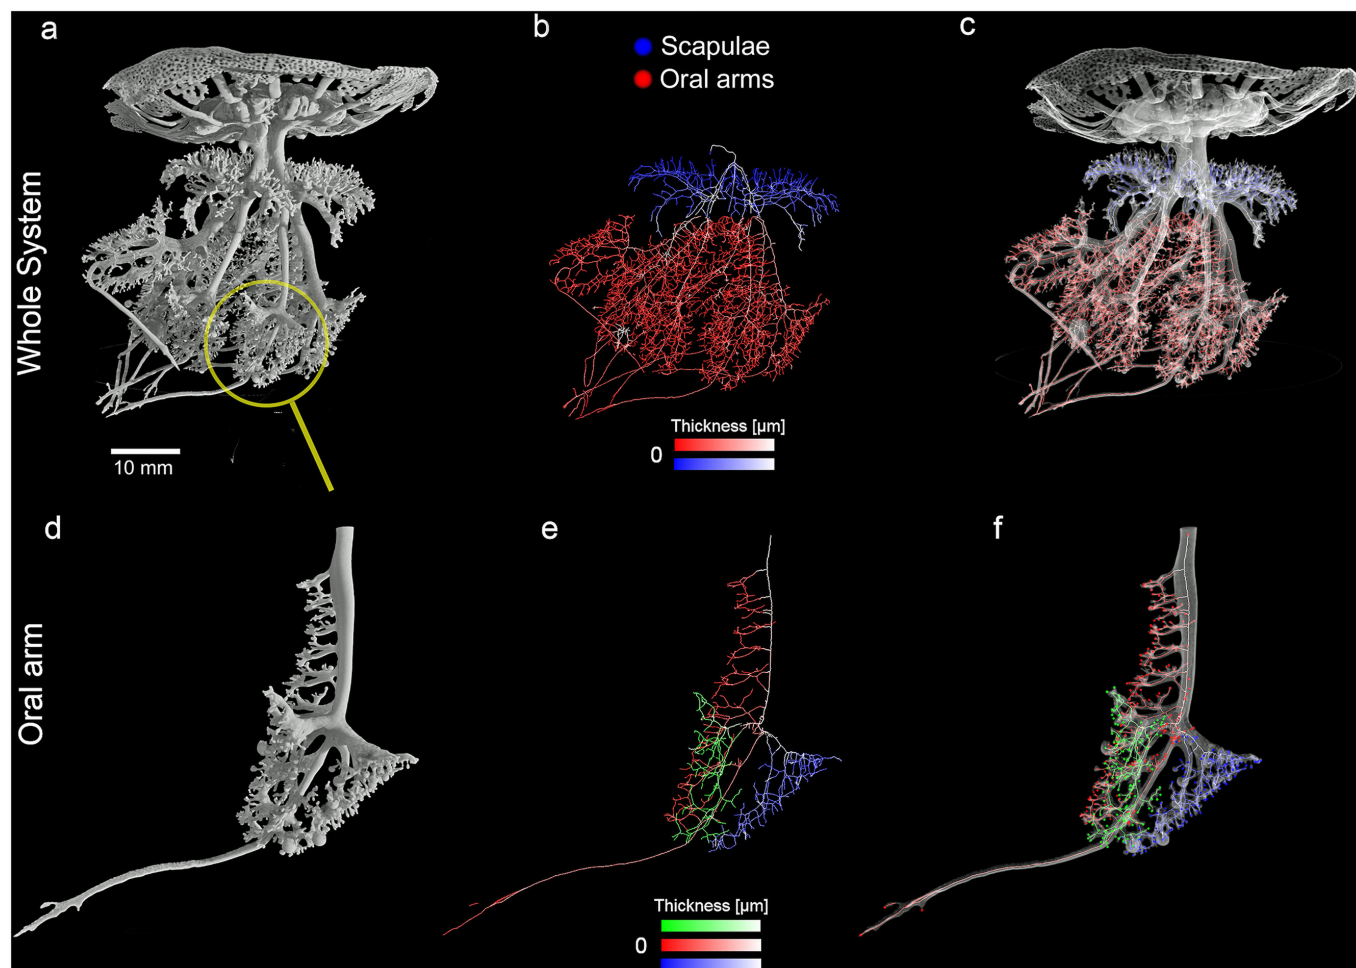 a
b
Scapulae
Oral arms
c
Whole System
10 mm
Thickness [µm]
0
d
e
f
Oral arm
Thickness [µm]
0